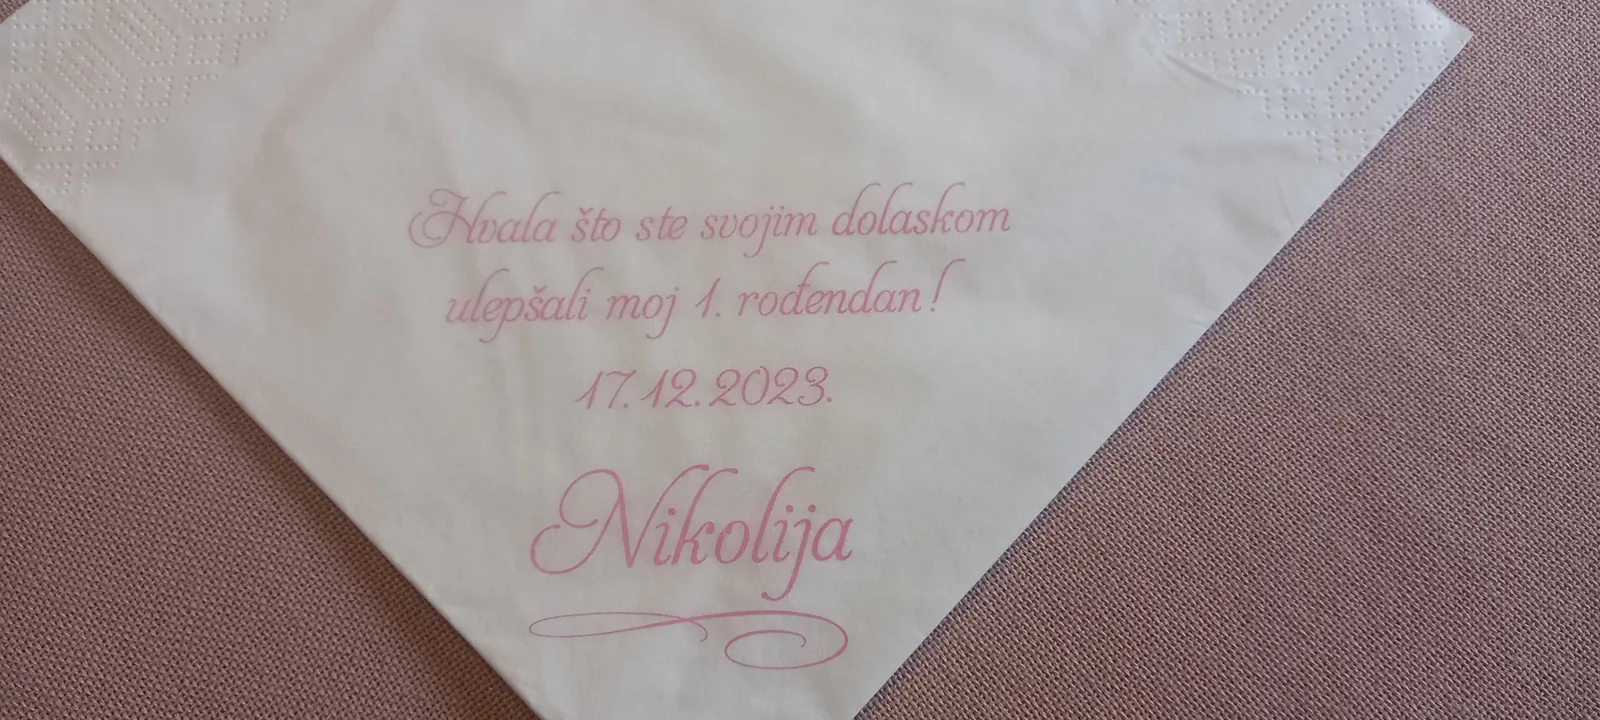 Hvala što ste svojim dolaskom
ulepšali moj 1. rođendan!
17.12.2023.
Nikolija